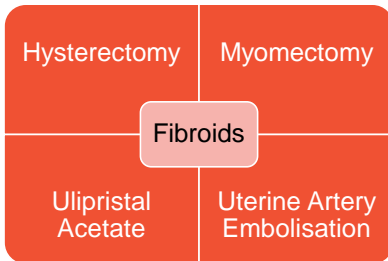 Hysterectomy
Myomectomy
Fibroids
Ulipristal
Acetate
Uterine Artery
Embolisation